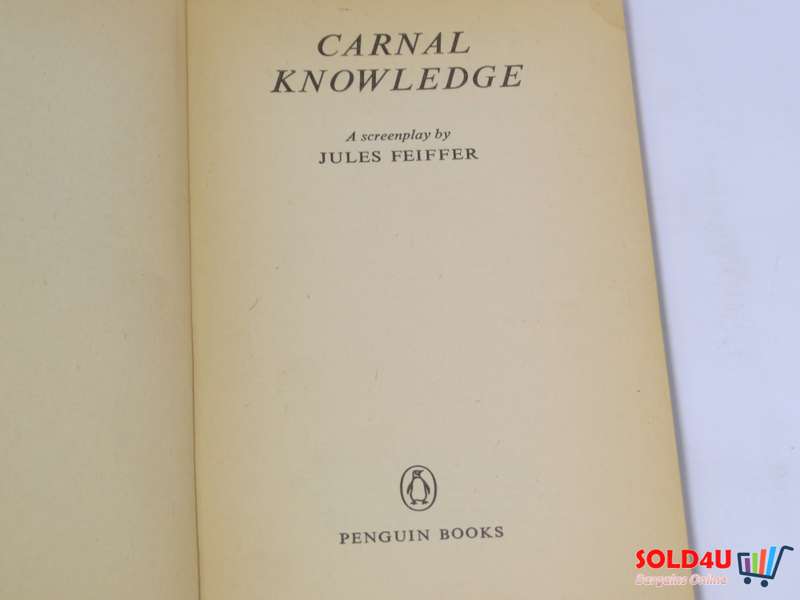 CARNAL
KNOWLEDGE
A screenplay by
JULES FEIFFER
PENGUIN BOOKS
SOLD4U
Bargains Online